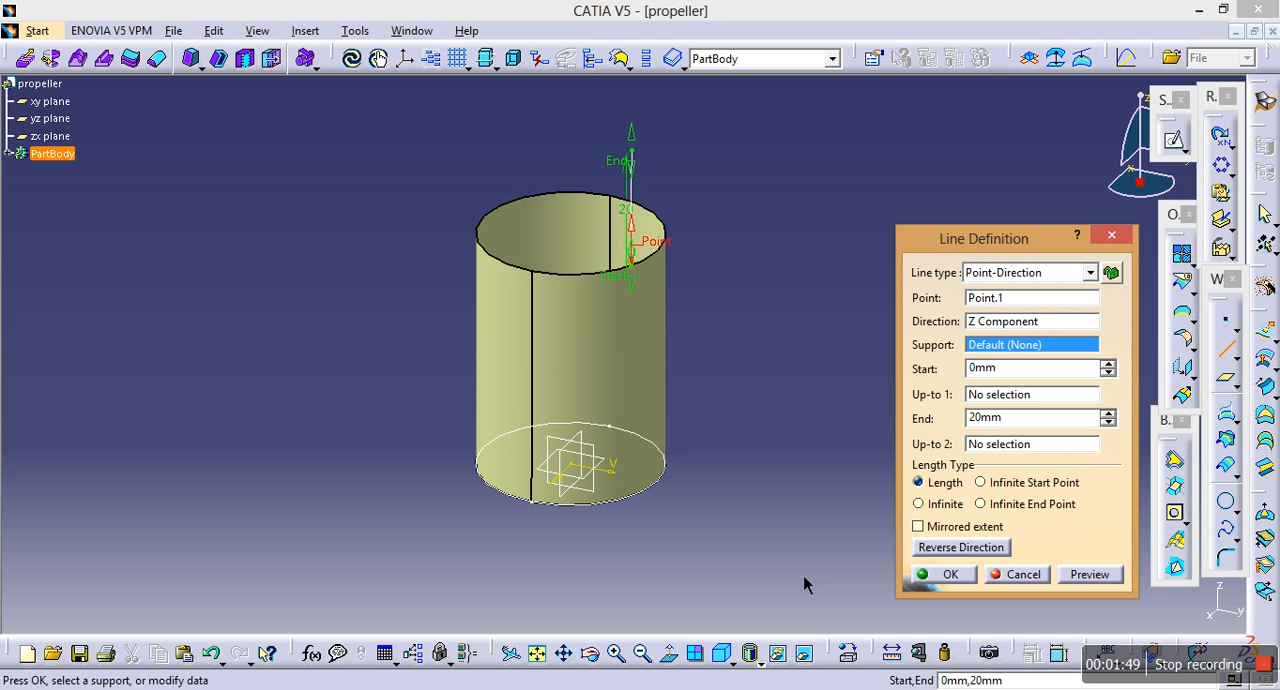 CATIA V5 - [propeller]
Start ENOVIA V5 VPM File Edit View Insert Tools Window Help
PartBody
File
propeller
xy plane
yz plane
zx plane
PartBody
End
20
Point
Start
V
z
x
S..
R..
O..
W
B..
Line Definition ? x
Line type : Point-Direction
Point: Point.1
Direction: Z Component
Support: Default (None)
Start: 0mm
Up-to 1: No selection
End: 20mm
Up-to 2: No selection
Length Type
Length Infinite Start Point
Infinite Infinite End Point
Mirrored extent
Reverse Direction
OK Cancel Preview
z
x y
f(x)
Press OK, select a support, or modify data
Start,End 0mm,20mm
00:01:49 Stop recording